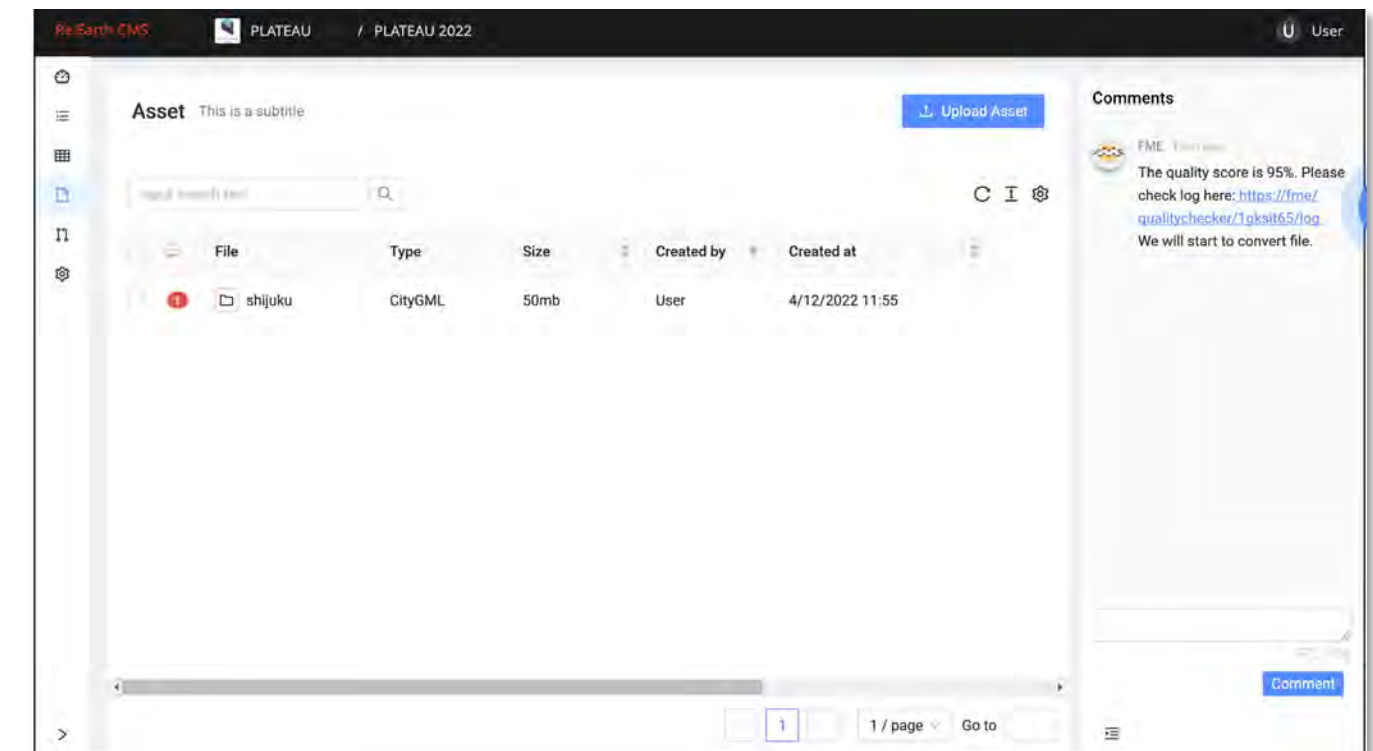 Re:Earth CMS
PLATEAU / PLATEAU 2022
U User
Asset This is a subtitle
Upload Asset
input search text
File Type Size Created by Created at
1 shijuku CityGML 50mb User 4/12/2022 11:55
1
1 / page
Go to
Comments
FME
The quality score is 95%. Please
check log here: https://fme/
qualitychecker/1gksit65/log
We will start to convert file.
Comment